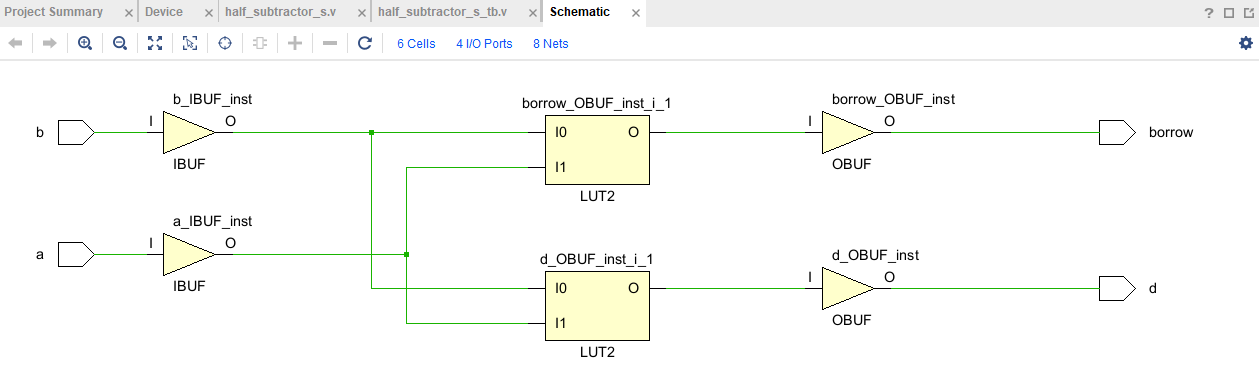 Project Summary × Device × half_subtractor_s.v × half_subtractor_s_tb.v × Schematic × ?
6 Cells 4 I/O Ports 8 Nets
b_IBUF_inst
borrow_OBUF_inst_i_1
borrow_OBUF_inst
b
I
O
I0
O
I
O
borrow
IBUF
I1
OBUF
LUT2
a_IBUF_inst
a
I
O
IBUF
d_OBUF_inst_i_1
d_OBUF_inst
I0
O
I
O
d
I1
OBUF
LUT2